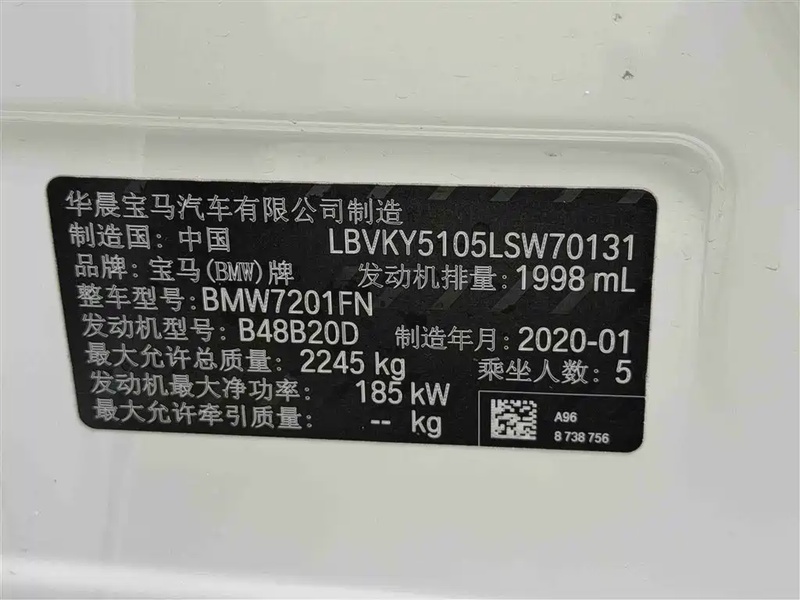 华晨宝马汽车有限公司制造
制造国：中国 LBVKY5105LSW70131
品牌：宝马(BMW)牌 发动机排量：1998 mL
整车型号：BMW7201FN
发动机型号：B48B20D 制造年月：2020-01
最大允许总质量：2245 kg 乘坐人数：5
发动机最大净功率：185 kW
最大允许牵引质量：-- kg
A96
8 738 756